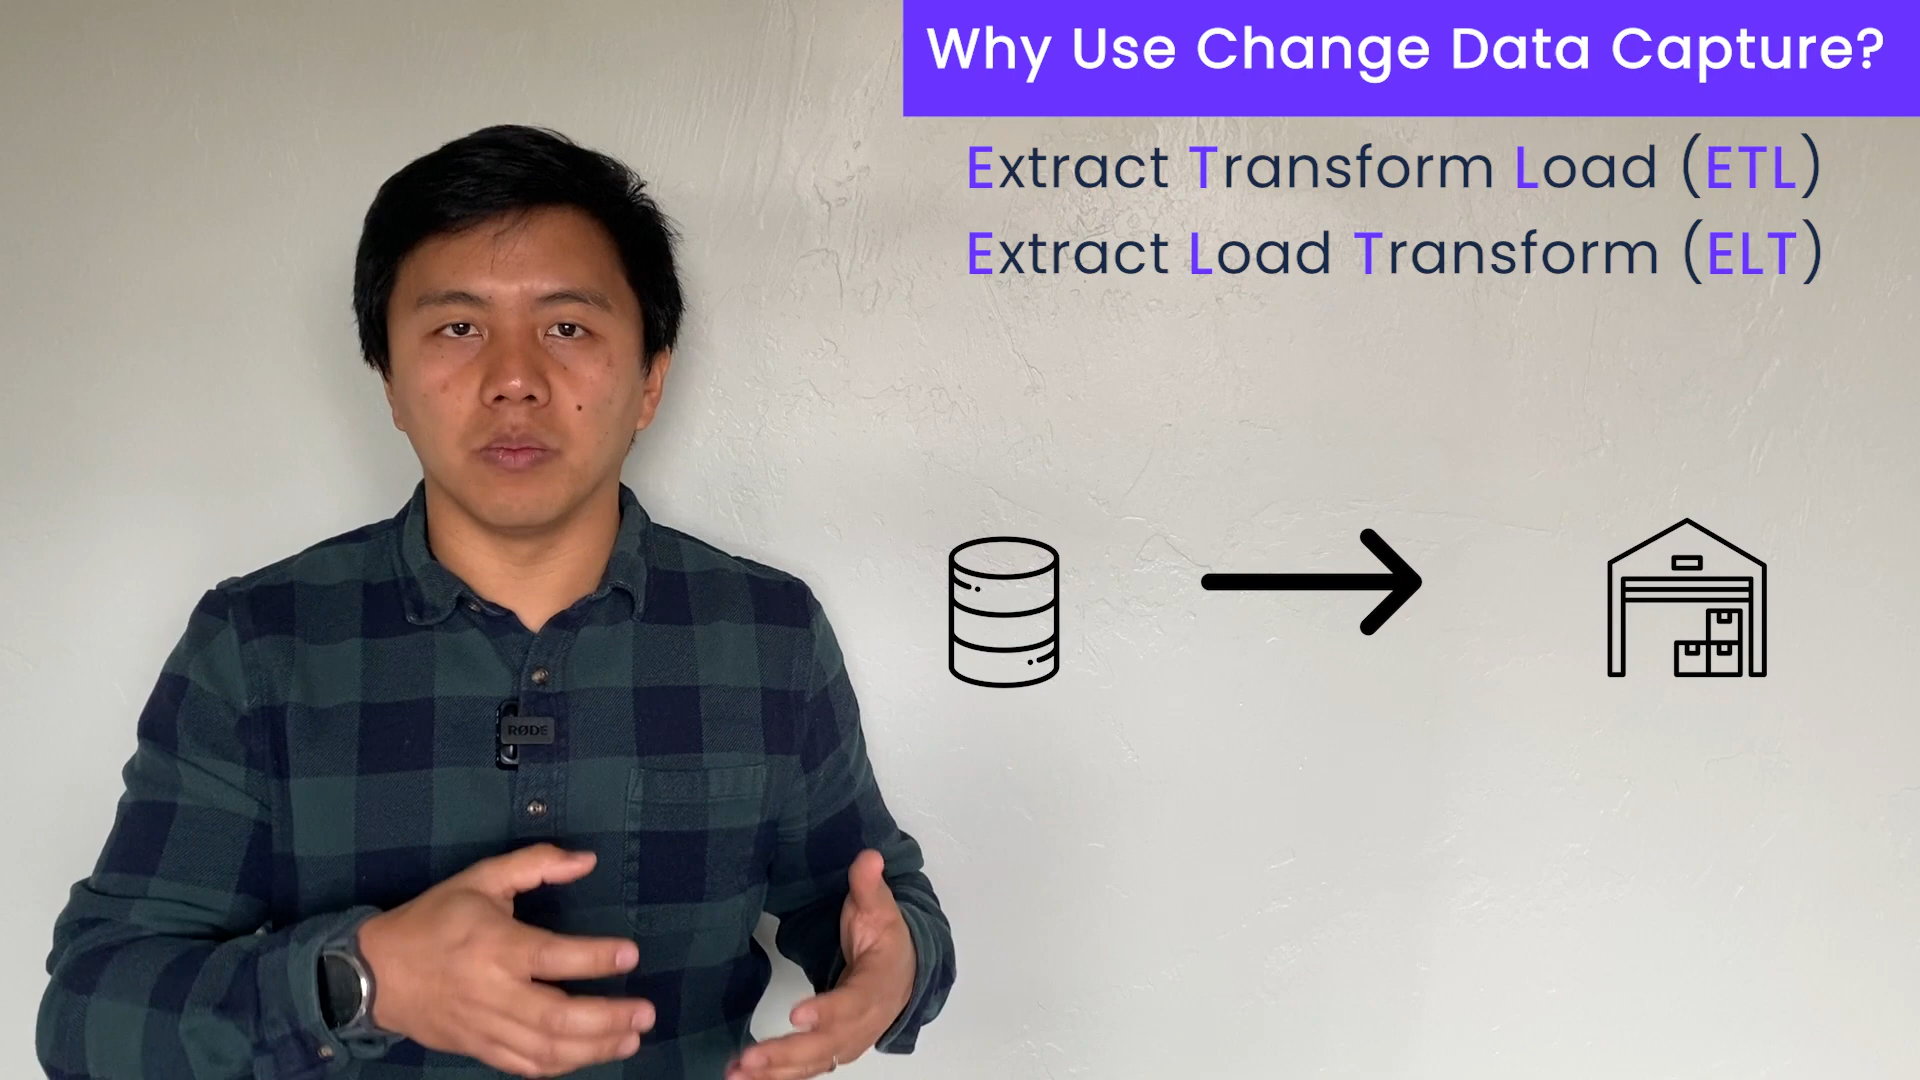 Why Use Change Data Capture?
Extract Transform Load (ETL)
Extract Load Transform (ELT)
RØDE